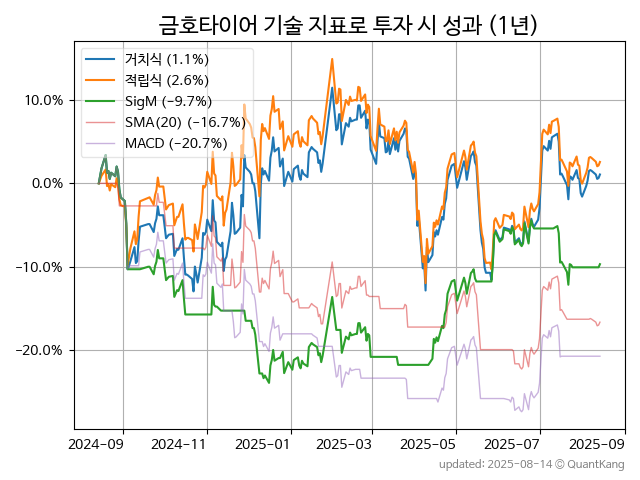 금호타이어 기술 지표로 투자 시 성과 (1년)
거치식 (1.1%)
적립식 (2.6%)
SigM (−9.7%)
SMA(20) (−16.7%)
MACD (−20.7%)
10.0%
0.0%
−10.0%
−20.0%
2024-09 2024-11 2025-01 2025-03 2025-05 2025-07 2025-09
updated: 2025-08-14 © QuantKang